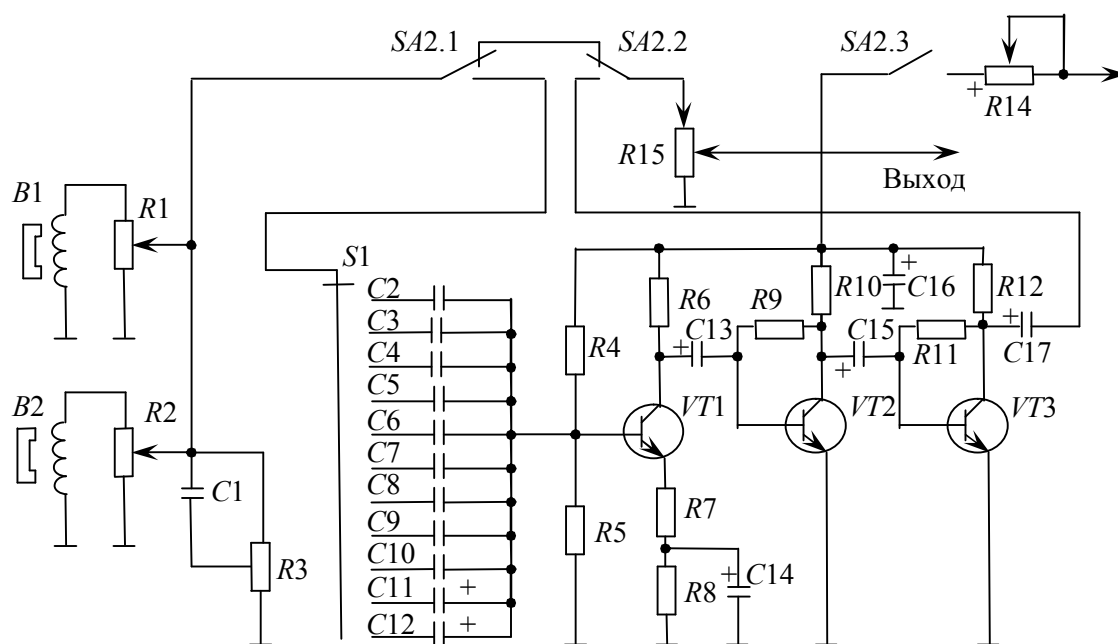 SA2.1
SA2.2
SA2.3
+
R14
R15
Выход
B1
R1
S1
C2
C3
C4
C5
C6
C7
C8
C9
C10
C11 +
C12 +
R4
R5
R6
+
C13
R9
R10
+
C15
+
C16
R11
R12
+
C17
VT1
VT2
VT3
B2
R2
C1
R3
R7
R8
+
C14